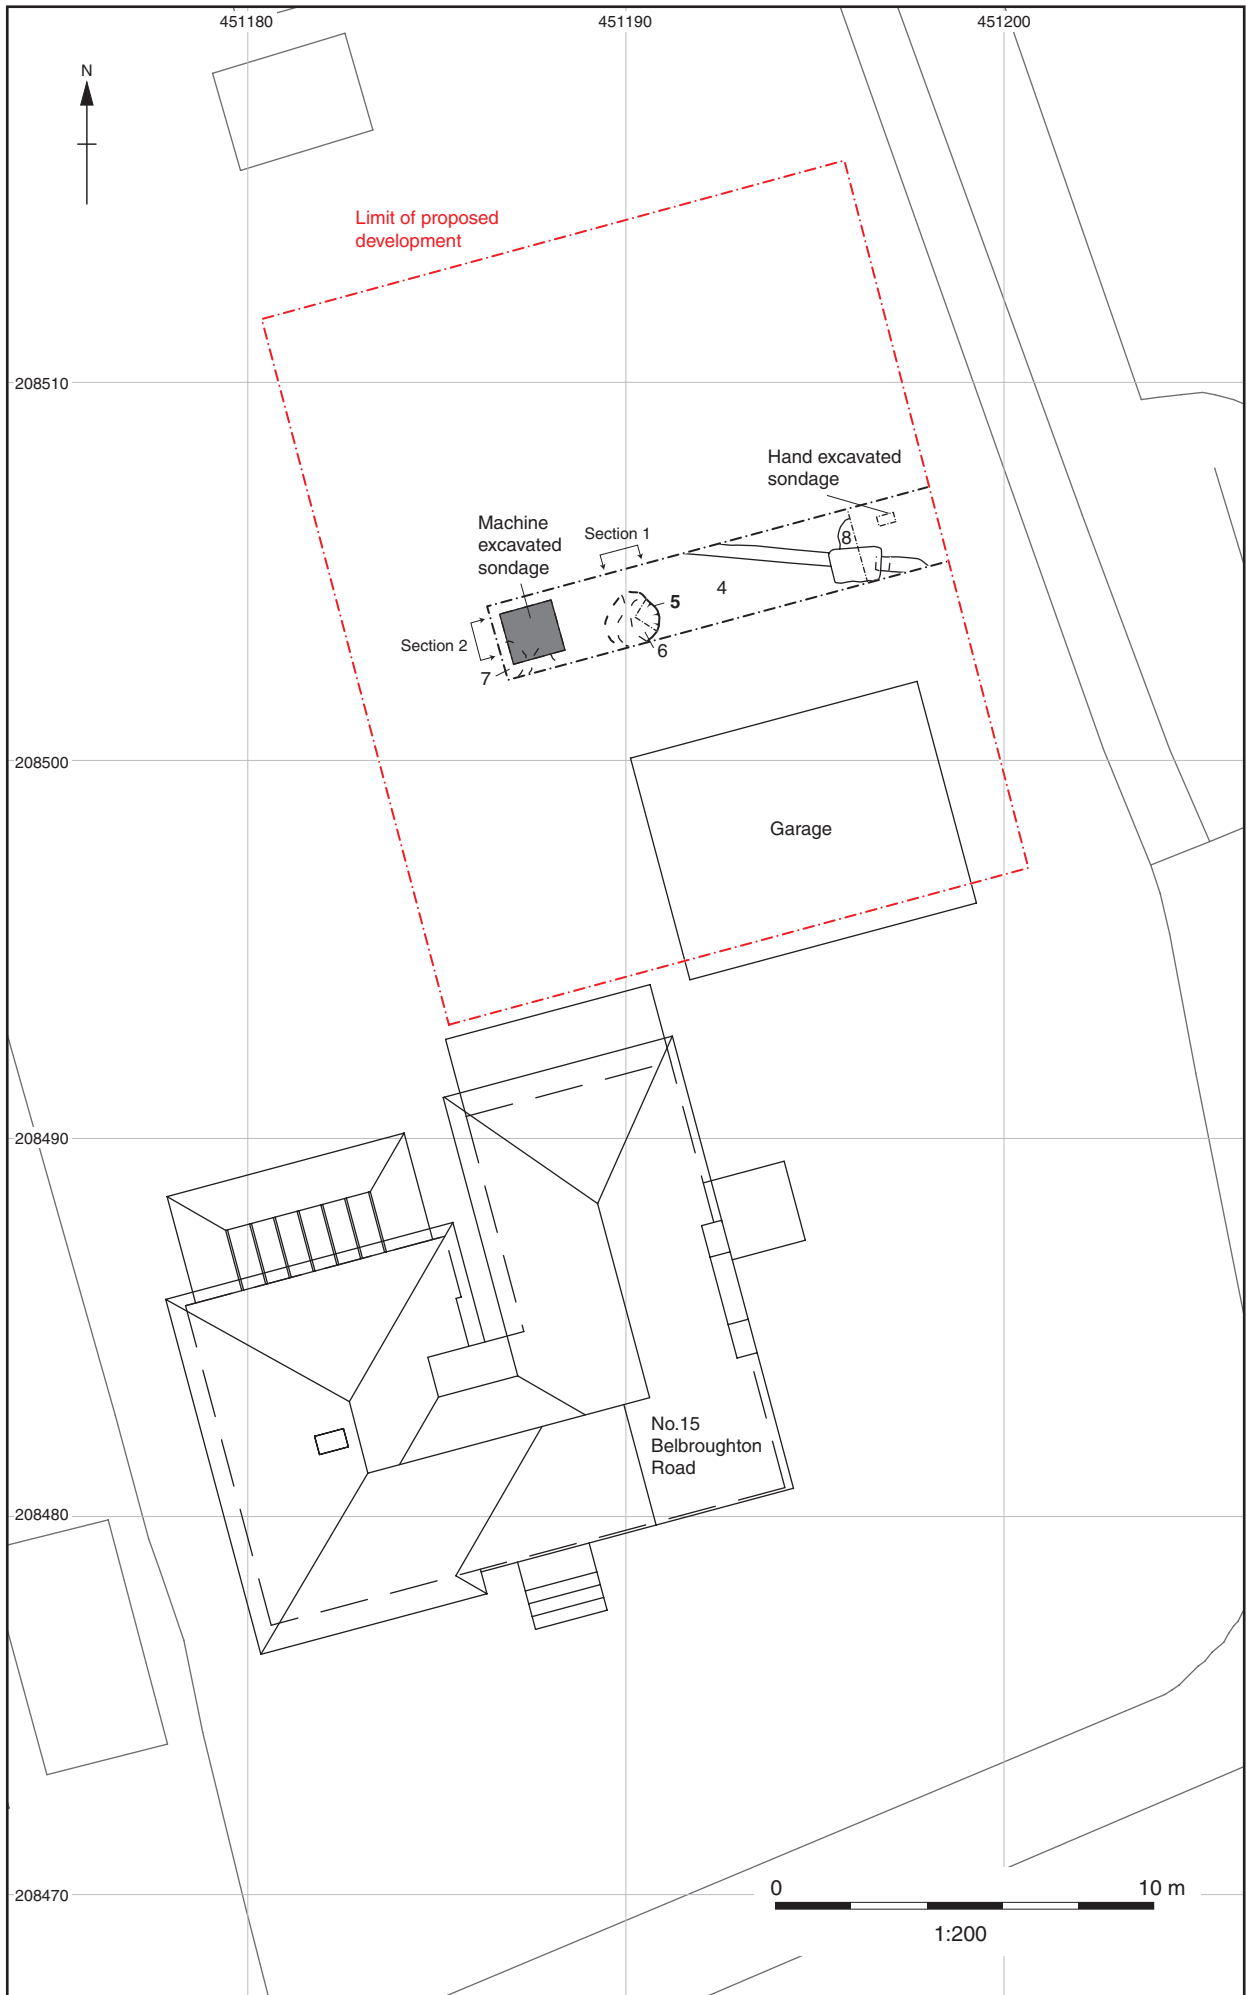 451180
451190
451200
N
Limit of proposed
development
208510
Hand excavated
sondage
Machine
excavated
sondage
Section 1
8
4
5
Section 2
6
7
208500
Garage
208490
No.15
Belbroughton
Road
208480
208470
0
10 m
1:200